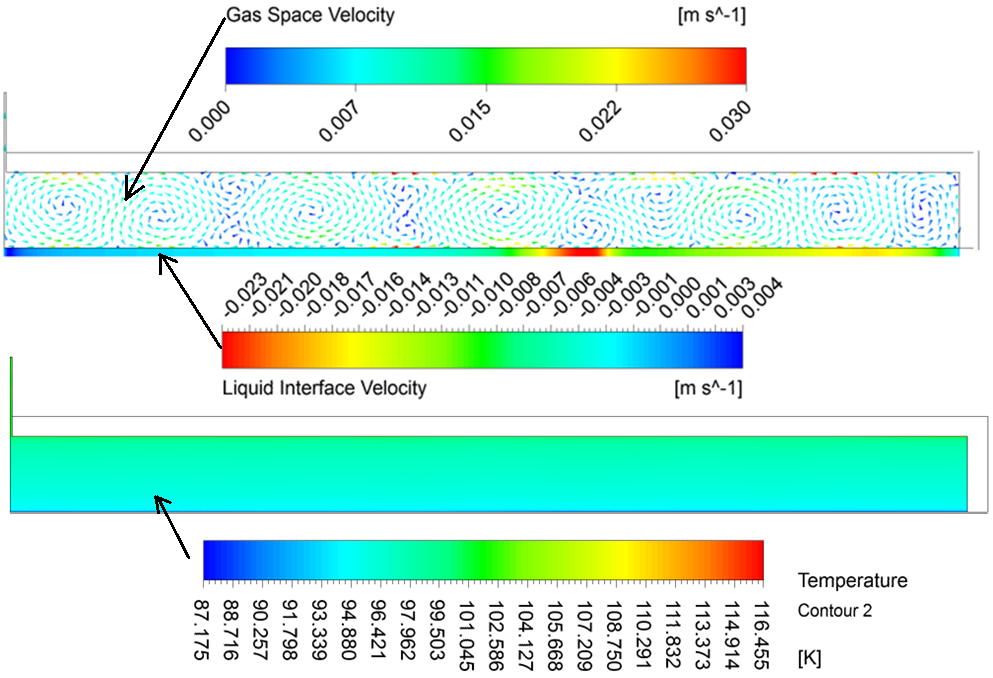 Gas Space Velocity [m s^-1]
0.000 0.007 0.015 0.022 0.030
-0.023 -0.021 -0.020 -0.018 -0.017 -0.016 -0.014 -0.013 -0.011 -0.010 -0.008 -0.007 -0.006 -0.004 -0.003 -0.001 0.000 0.001 0.003 0.004
Liquid Interface Velocity [m s^-1]
87.175 88.716 90.257 91.798 93.339 94.880 96.421 97.962 99.503 101.045 102.586 104.127 105.668 107.209 108.750 110.291 111.832 113.373 114.914 116.455
Temperature
Contour 2
[K]